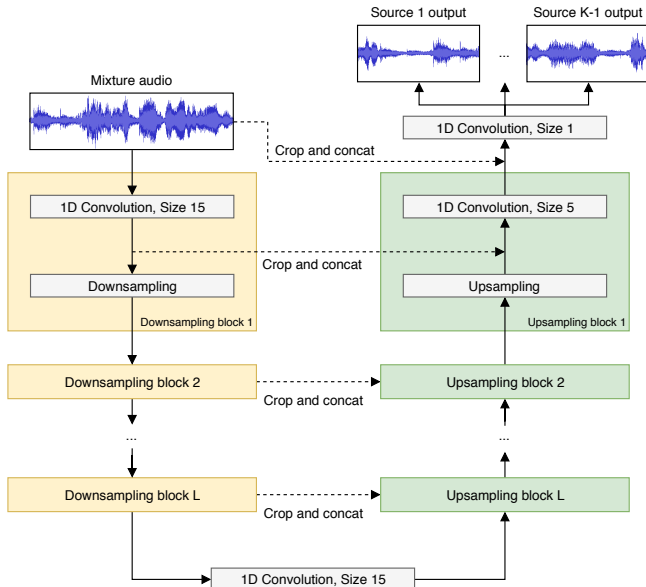 Source 1 output
Source K-1 output
...
Mixture audio
1D Convolution, Size 1
Crop and concat
1D Convolution, Size 15
1D Convolution, Size 5
Crop and concat
Downsampling
Upsampling
Downsampling block 1
Upsampling block 1
Downsampling block 2
Upsampling block 2
Crop and concat
...
...
Downsampling block L
Upsampling block L
Crop and concat
1D Convolution, Size 15